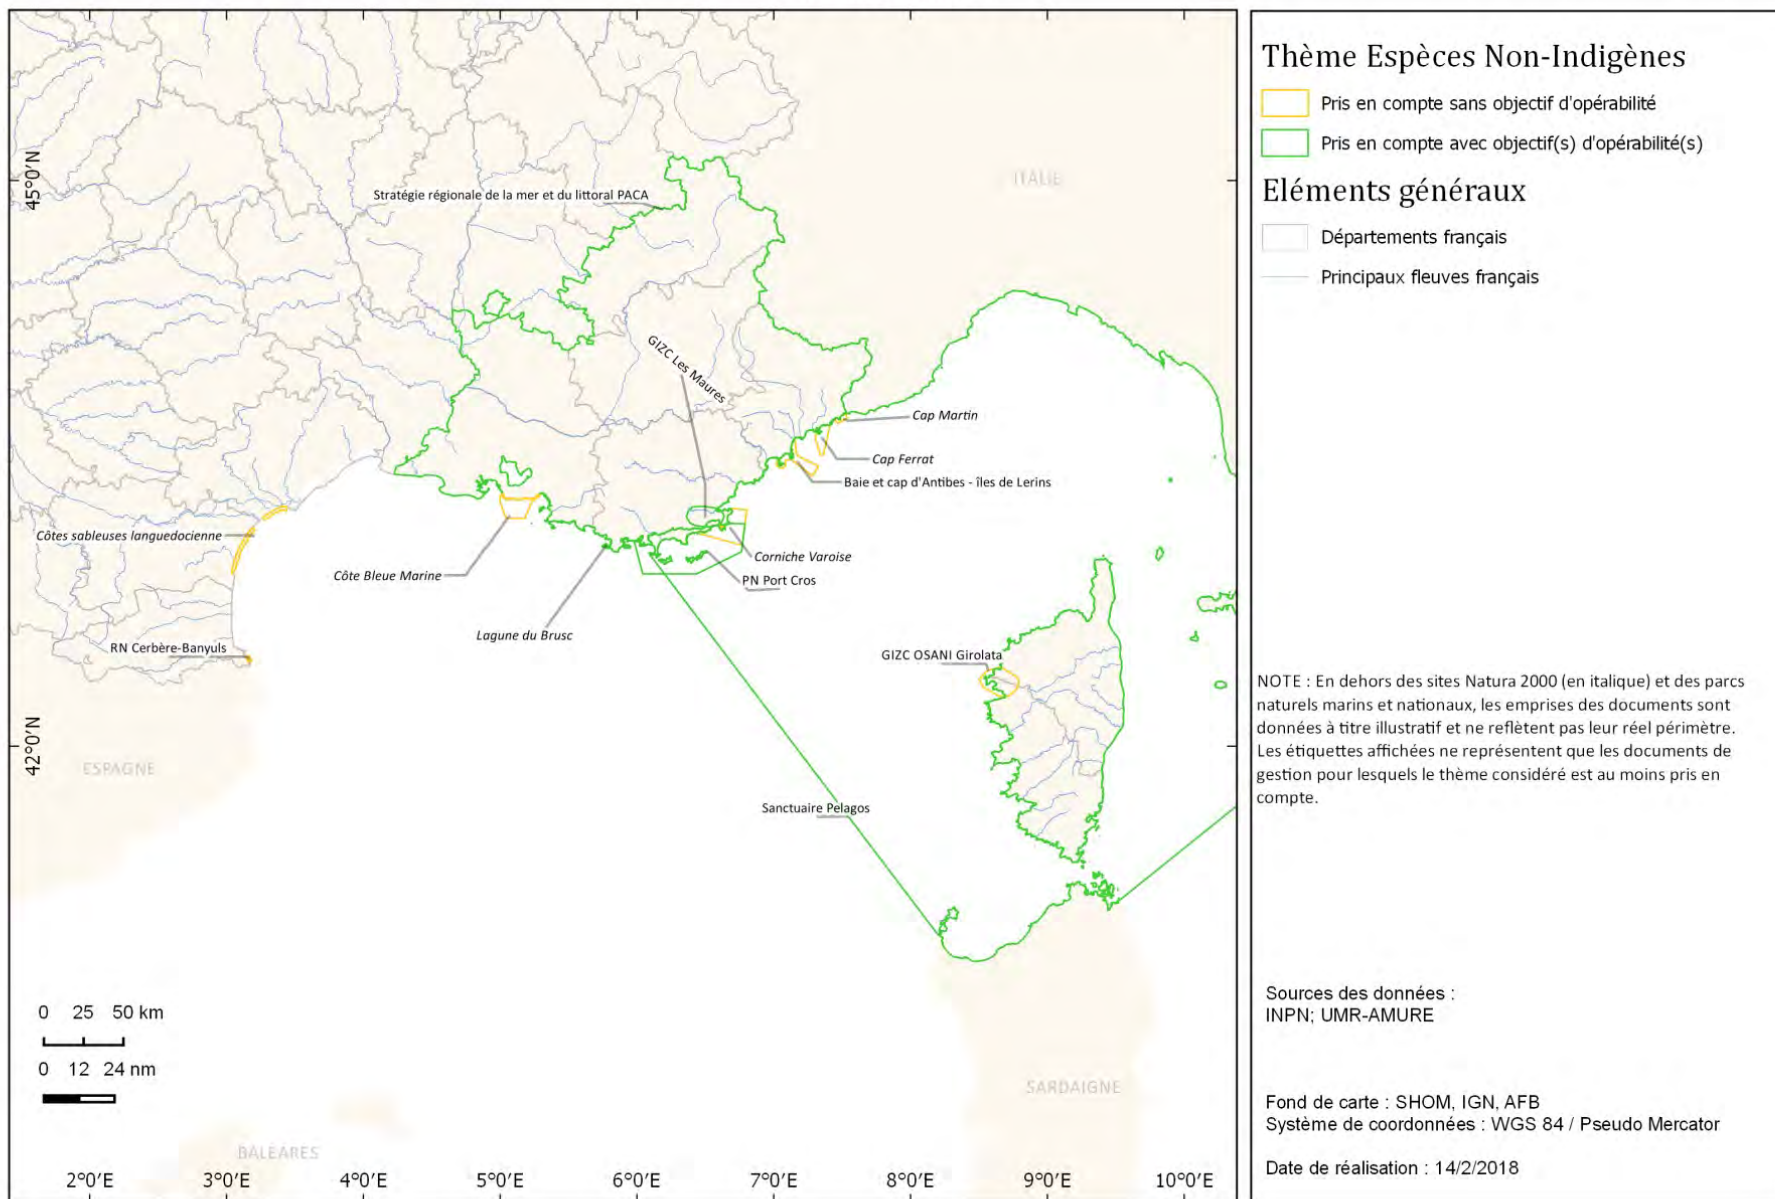 Thème Espèces Non-Indigènes
Pris en compte sans objectif d'opérabilité
Pris en compte avec objectif(s) d'opérabilité(s)
Eléments généraux
Départements français
Principaux fleuves français
NOTE : En dehors des sites Natura 2000 (en italique) et des parcs
naturels marins et nationaux, les emprises des documents sont
données à titre illustratif et ne reflètent pas leur réel périmètre.
Les étiquettes affichées ne représentent que les documents de
gestion pour lesquels le thème considéré est au moins pris en
compte.
Sources des données :
INPN; UMR-AMURE
Fond de carte : SHOM, IGN, AFB
Système de coordonnées : WGS 84 / Pseudo Mercator
Date de réalisation : 14/2/2018
45°0'N
42°0'N
ITALIE
Stratégie régionale de la mer et du littoral PACA
GIZC Les Maures
Cap Martin
Cap Ferrat
Baie et cap d'Antibes - îles de Lerins
Côtes sableuses languedocienne
Côte Bleue Marine
Corniche Varoise
PN Port Cros
Lagune du Brusc
RN Cerbère-Banyuls
GIZC OSANI Girolata
ESPAGNE
Sanctuaire Pelagos
SARDAIGNE
BALEARES
0 25 50 km
0 12 24 nm
2°0'E 3°0'E 4°0'E 5°0'E 6°0'E 7°0'E 8°0'E 9°0'E 10°0'E